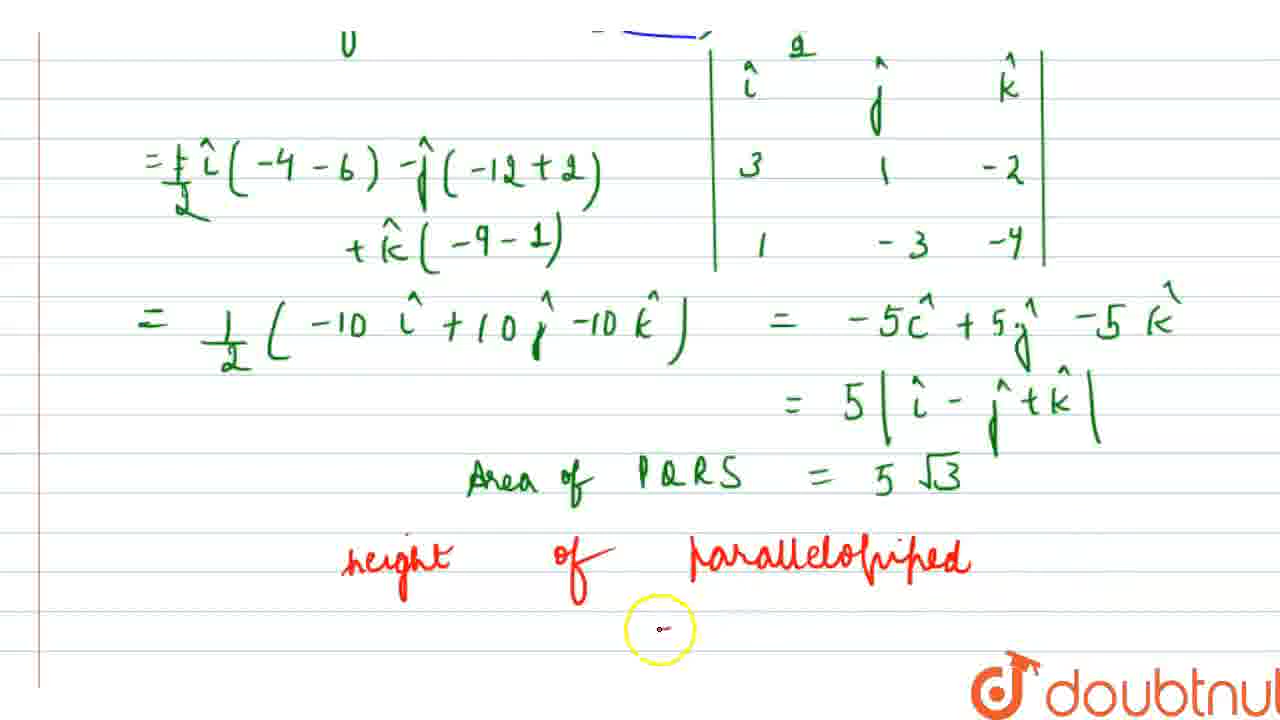 î ĵ k̂
= 1/2 î(-4-6) -ĵ(-12+2)
3 1 -2
+ k̂(-9-1)
1 -3 -4
= 1/2 (-10 î + 10 ĵ -10 k̂) = -5î + 5ĵ -5 k̂
= 5|î - ĵ + k̂|
Area of PQRS = 5 √3
height of parallelopiped
doubtnut